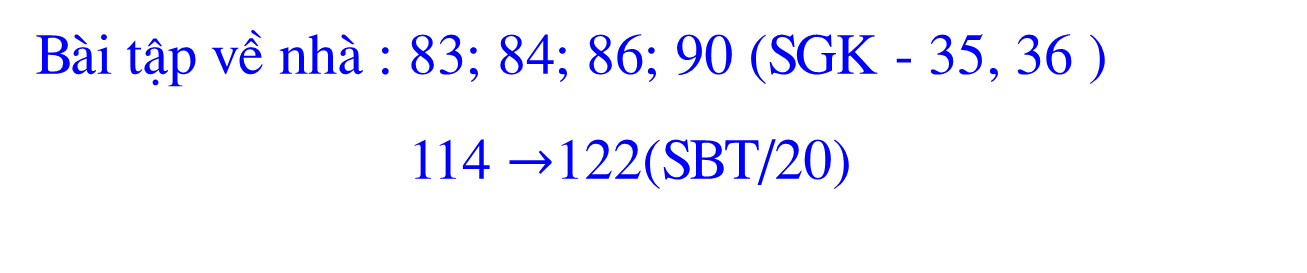 Bài tập về nhà : 83; 84; 86; 90 (SGK - 35, 36 )
114 →122(SBT/20)